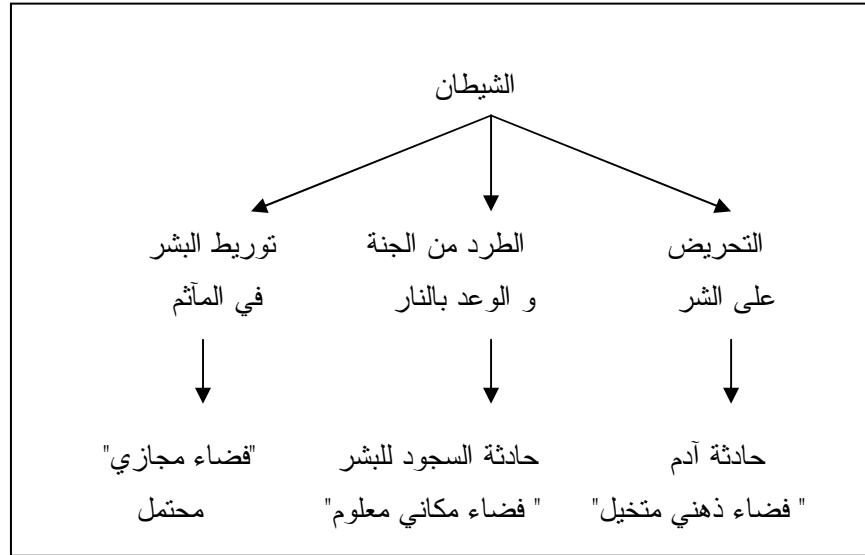 الشيطان
التحريض
على الشر
الطرد من الجنة
و الوعد بالنار
توريط البشر
في المآثم
حادثة آدم
" فضاء ذهني متخيل"
حادثة السجود للبشر
" فضاء مكاني معلوم"
"فضاء مجازي"
محتمل